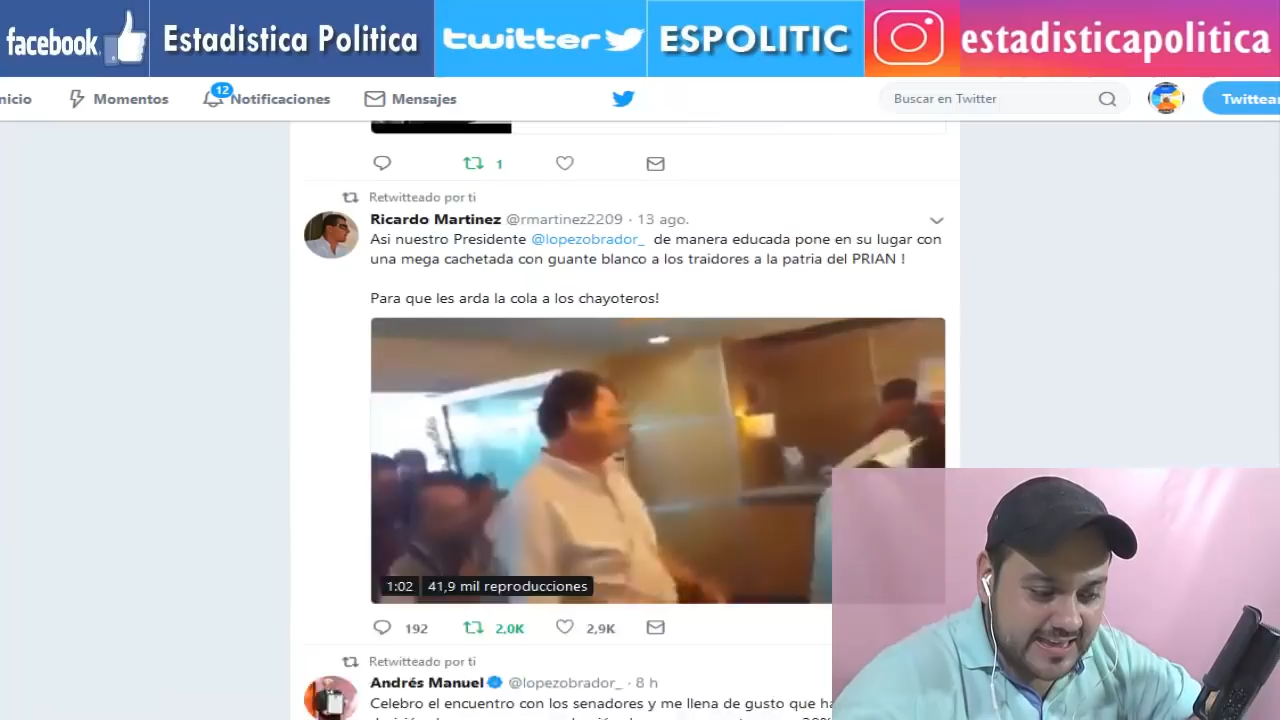 facebook Estadistica Politica twitter ESPOLITIC estadisticapolitica
nicio Momentos 12 Notificaciones Mensajes Buscar en Twitter Twittear
1
Retwitteado por ti
Ricardo Martinez @rmartinez2209 · 13 ago.
Asi nuestro Presidente @lopezobrador_ de manera educada pone en su lugar con
una mega cachetada con guante blanco a los traidores a la patria del PRIAN !
Para que les arda la cola a los chayoteros!
1:02 41,9 mil reproducciones
192 2,0K 2,9K
Retwitteado por ti
Andrés Manuel @lopezobrador_ · 8 h
Celebro el encuentro con los senadores y me llena de gusto que ha